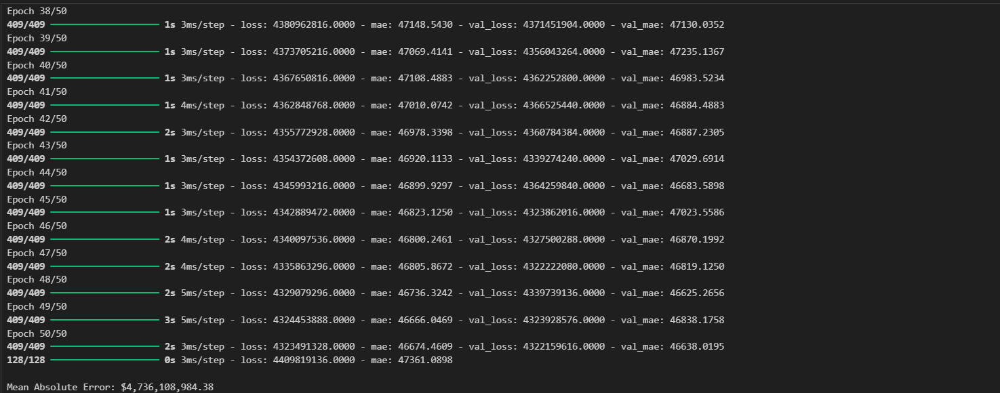 Epoch 38/50
409/409 ━━━━━━━━━━━━━━━━━━━━ 1s 3ms/step - loss: 4380962816.0000 - mae: 47148.5430 - val_loss: 4371451904.0000 - val_mae: 47130.0352
Epoch 39/50
409/409 ━━━━━━━━━━━━━━━━━━━━ 1s 3ms/step - loss: 4373705216.0000 - mae: 47069.4141 - val_loss: 4356043264.0000 - val_mae: 47235.1367
Epoch 40/50
409/409 ━━━━━━━━━━━━━━━━━━━━ 1s 3ms/step - loss: 4367650816.0000 - mae: 47108.4883 - val_loss: 4362252800.0000 - val_mae: 46983.5234
Epoch 41/50
409/409 ━━━━━━━━━━━━━━━━━━━━ 1s 4ms/step - loss: 4362848768.0000 - mae: 47010.0742 - val_loss: 4366525440.0000 - val_mae: 46884.4883
Epoch 42/50
409/409 ━━━━━━━━━━━━━━━━━━━━ 2s 3ms/step - loss: 4355772928.0000 - mae: 46978.3398 - val_loss: 4360784384.0000 - val_mae: 46887.2305
Epoch 43/50
409/409 ━━━━━━━━━━━━━━━━━━━━ 1s 3ms/step - loss: 4354372608.0000 - mae: 46920.1133 - val_loss: 4339274240.0000 - val_mae: 47029.6914
Epoch 44/50
409/409 ━━━━━━━━━━━━━━━━━━━━ 1s 3ms/step - loss: 4345993216.0000 - mae: 46899.9297 - val_loss: 4364259840.0000 - val_mae: 46683.5898
Epoch 45/50
409/409 ━━━━━━━━━━━━━━━━━━━━ 1s 3ms/step - loss: 4342889472.0000 - mae: 46823.1250 - val_loss: 4323862016.0000 - val_mae: 47023.5586
Epoch 46/50
409/409 ━━━━━━━━━━━━━━━━━━━━ 2s 4ms/step - loss: 4340097536.0000 - mae: 46800.2461 - val_loss: 4327500288.0000 - val_mae: 46870.1992
Epoch 47/50
409/409 ━━━━━━━━━━━━━━━━━━━━ 2s 4ms/step - loss: 4335863296.0000 - mae: 46805.8672 - val_loss: 4322222080.0000 - val_mae: 46819.1250
Epoch 48/50
409/409 ━━━━━━━━━━━━━━━━━━━━ 2s 5ms/step - loss: 4329079296.0000 - mae: 46736.3242 - val_loss: 4339739136.0000 - val_mae: 46625.2656
Epoch 49/50
409/409 ━━━━━━━━━━━━━━━━━━━━ 3s 5ms/step - loss: 4324453888.0000 - mae: 46666.0469 - val_loss: 4323928576.0000 - val_mae: 46838.1758
Epoch 50/50
409/409 ━━━━━━━━━━━━━━━━━━━━ 2s 3ms/step - loss: 4323491328.0000 - mae: 46674.4609 - val_loss: 4322159616.0000 - val_mae: 46638.0195
128/128 ━━━━━━━━━━━━━━━━━━━━ 0s 3ms/step - loss: 4409819136.0000 - mae: 47361.0898
Mean Absolute Error: $4,736,108,984.38